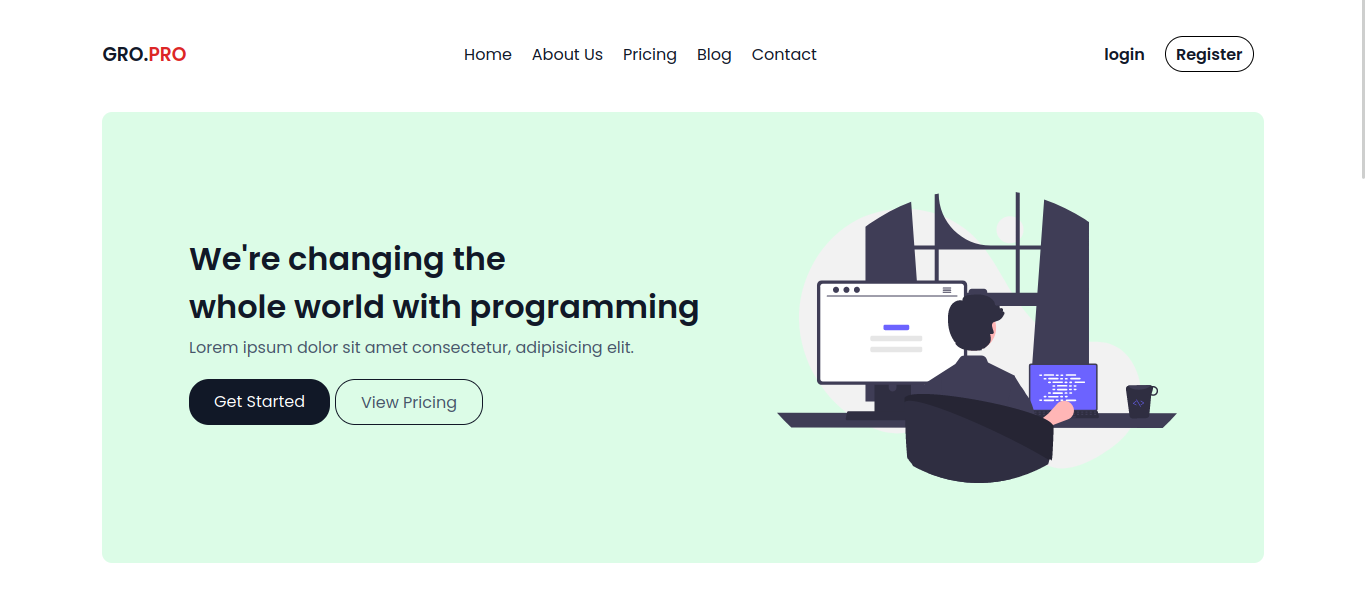 GRO.PRO
Home About Us Pricing Blog Contact
login Register
We're changing the
whole world with programming
Lorem ipsum dolor sit amet consectetur, adipisicing elit.
Get Started View Pricing